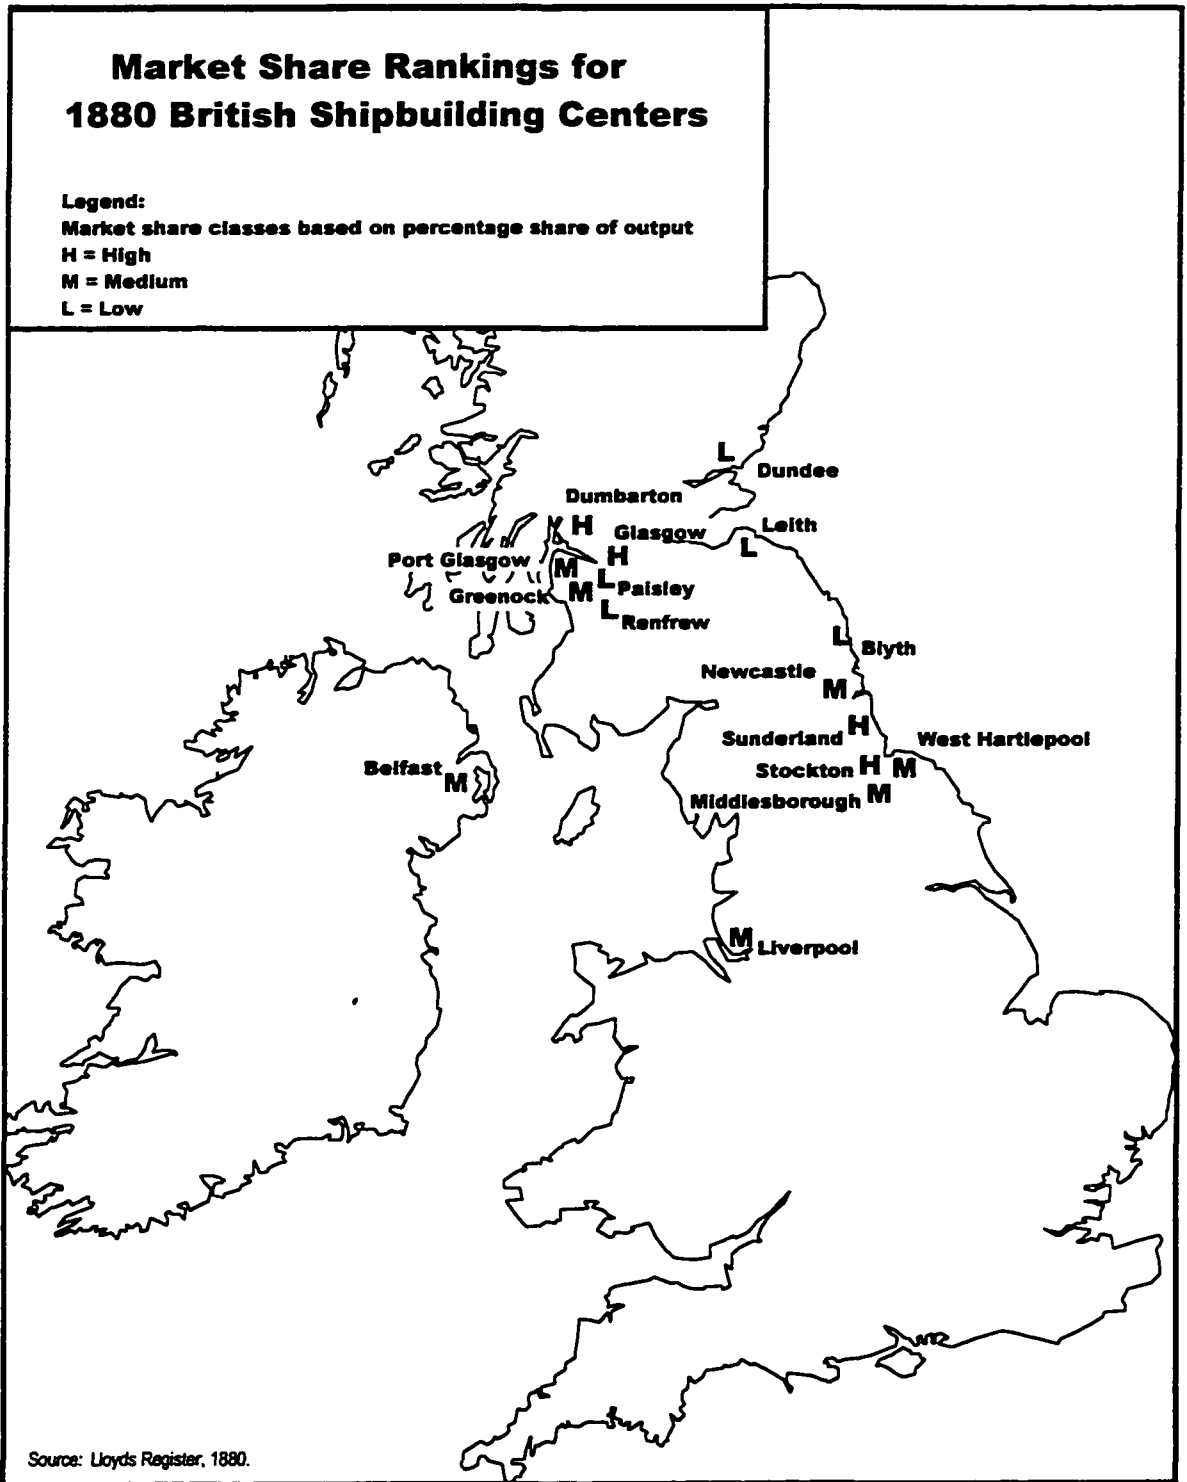 Market Share Rankings for
1880 British Shipbuilding Centers
Legend:
Market share classes based on percentage share of output
H = High
M = Medium
L = Low
L
Dundee
Dumbarton
H
Leith
Glasgow
L
H
Port Glasgow
M
L
Paisley
Greenock
M
L
Renfrew
L
Blyth
Newcastle
M
H
Sunderland
West Hartlepool
Stockton
H
M
Belfast
M
Middlesborough
M
M
Liverpool
Source: Lloyds Register, 1880.